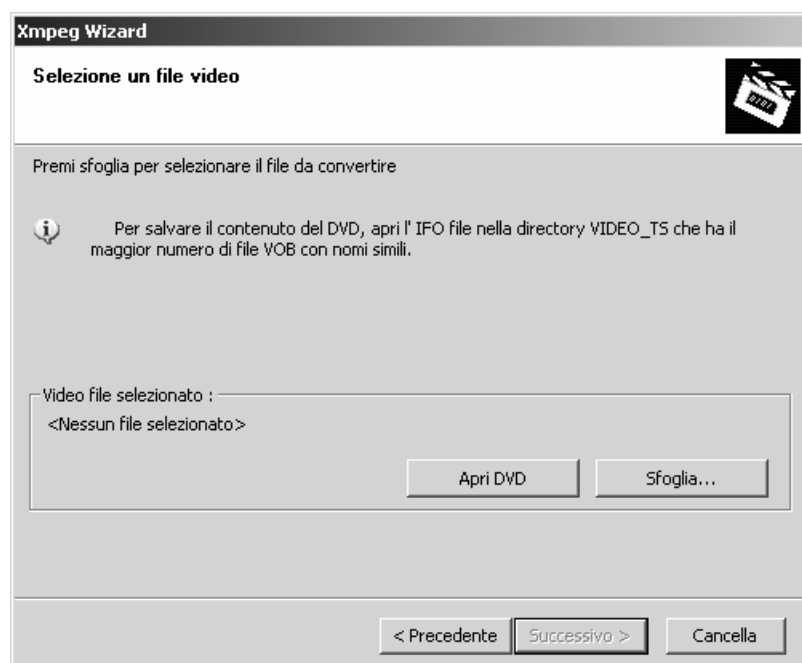 Xmpeg Wizard
Selezione un file video
Premi sfoglia per selezionare il file da convertire
Per salvare il contenuto del DVD, apri l' IFO file nella directory VIDEO_TS che ha il
maggior numero di file VOB con nomi simili.
Video file selezionato :
<Nessun file selezionato>
Apri DVD
Sfoglia...
< Precedente
Successivo >
Cancella